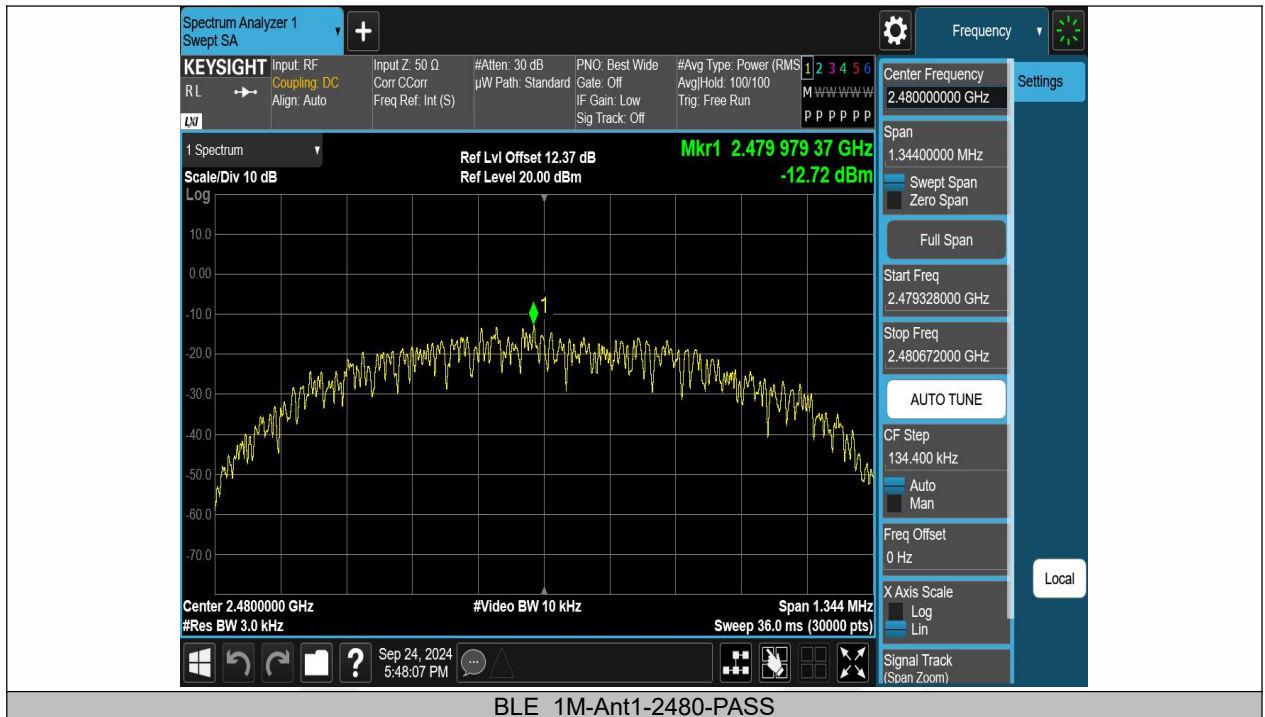 Spectrum Analyzer 1
Swept SA
Frequency
KEYSIGHT
R L
LXI
Input: RF
Coupling: DC
Align: Auto
Input Z: 50 Ω
Corr CCorr
Freq Ref: Int (S)
#Atten: 30 dB
µW Path: Standard
PNO: Best Wide
Gate: Off
IF Gain: Low
Sig Track: Off
#Avg Type: Power (RMS
Avg|Hold: 100/100
Trig: Free Run
1 2 3 4 5 6
M W W W W W
P P P P P P
1 Spectrum
Scale/Div 10 dB
Log
Ref Lvl Offset 12.37 dB
Ref Level 20.00 dBm
Mkr1 2.479 979 37 GHz
-12.72 dBm
10.0
0.00
-10.0
-20.0
-30.0
-40.0
-50.0
-60.0
-70.0
1
Center 2.4800000 GHz
#Res BW 3.0 kHz
#Video BW 10 kHz
Span 1.344 MHz
Sweep 36.0 ms (30000 pts)
Sep 24, 2024
5:48:07 PM
Center Frequency
2.480000000 GHz
Span
1.34400000 MHz
Swept Span
Zero Span
Full Span
Start Freq
2.479328000 GHz
Stop Freq
2.480672000 GHz
AUTO TUNE
CF Step
134.400 kHz
Auto
Man
Freq Offset
0 Hz
X Axis Scale
Log
Lin
Signal Track
(Span Zoom)
Settings
Local
BLE_1M-Ant1-2480-PASS